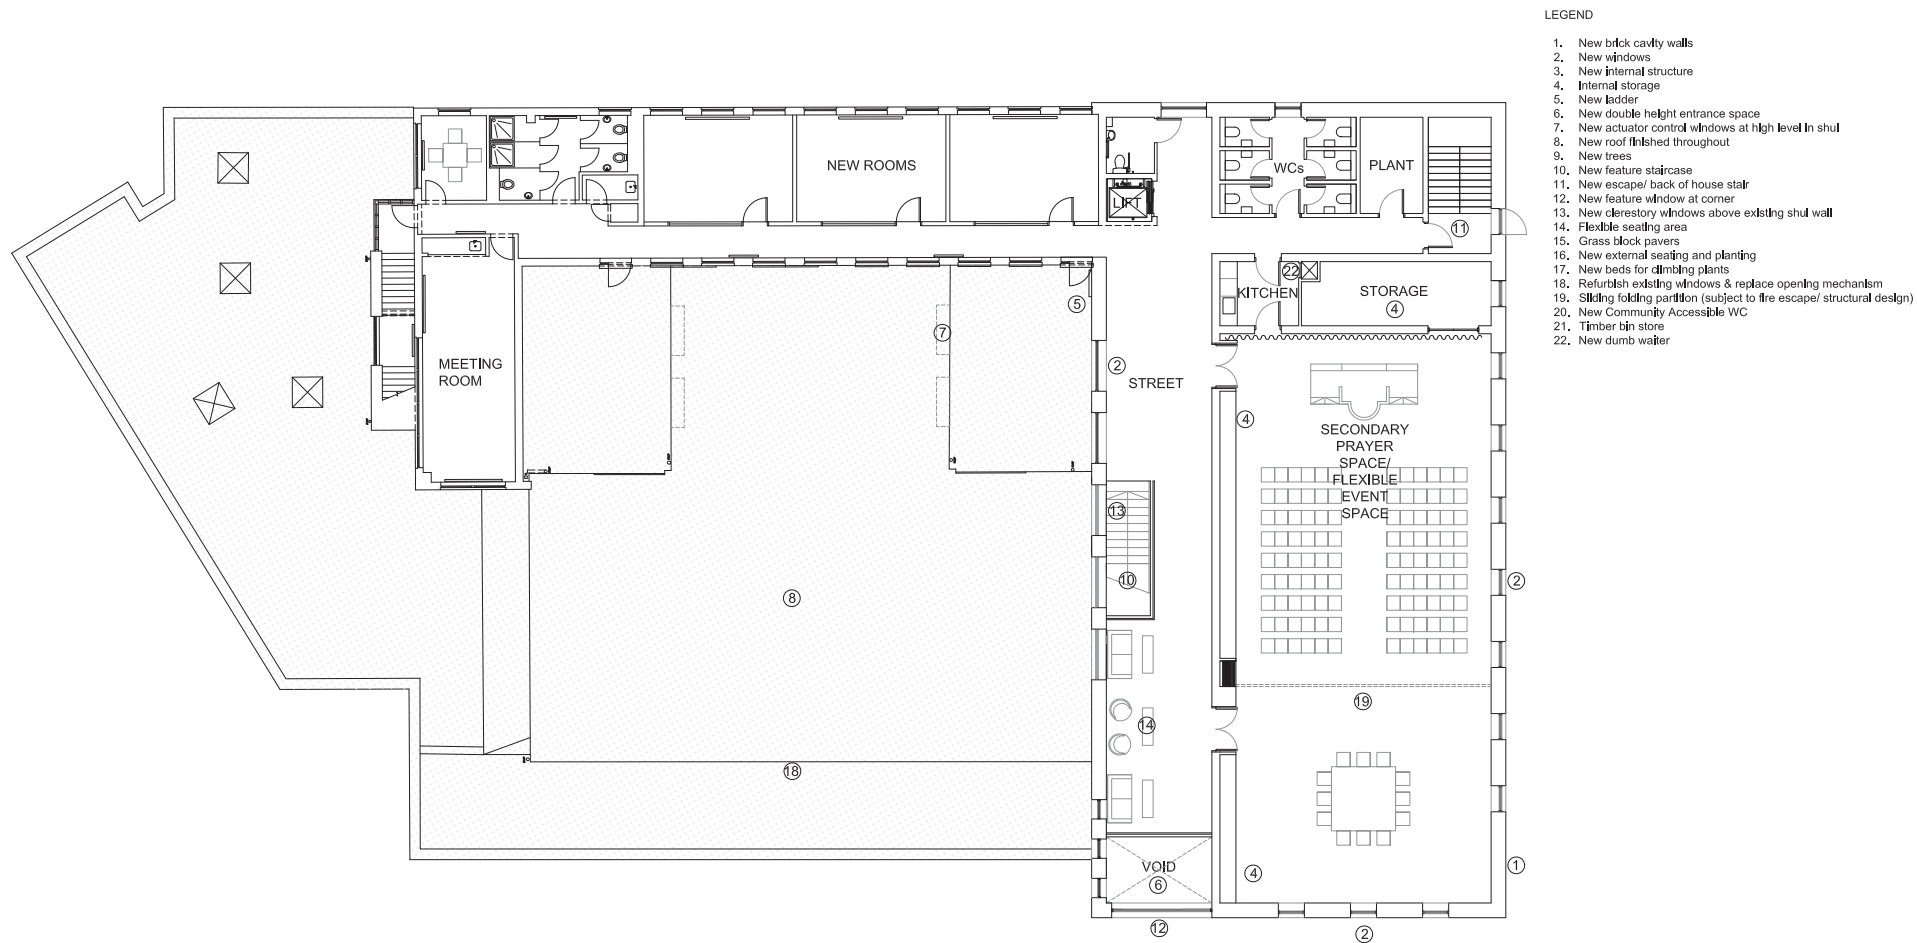 LEGEND
1. New brick cavity walls
2. New windows
3. New internal structure
4. Internal storage
5. New ladder
6. New double height entrance space
7. New actuator control windows at high level in shul
8. New roof finished throughout
9. New trees
10. New feature staircase
11. New escape/ back of house stair
12. New feature window at corner
13. New clerestory windows above existing shul wall
14. Flexible seating area
15. Grass block pavers
16. New external seating and planting
17. New beds for climbing plants
18. Refurbish existing windows & replace opening mechanism
19. Sliding folding partition (subject to fire escape/ structural design)
20. New Community Accessible WC
21. Timber bin store
22. New dumb waiter
NEW ROOMS
WCs
PLANT
LIFT
11
22
KITCHEN
STORAGE
4
5
7
MEETING
ROOM
2
STREET
4
SECONDARY
PRAYER
SPACE/
FLEXIBLE
EVENT
SPACE
13
10
2
8
19
14
18
VOID
6
4
1
12
2